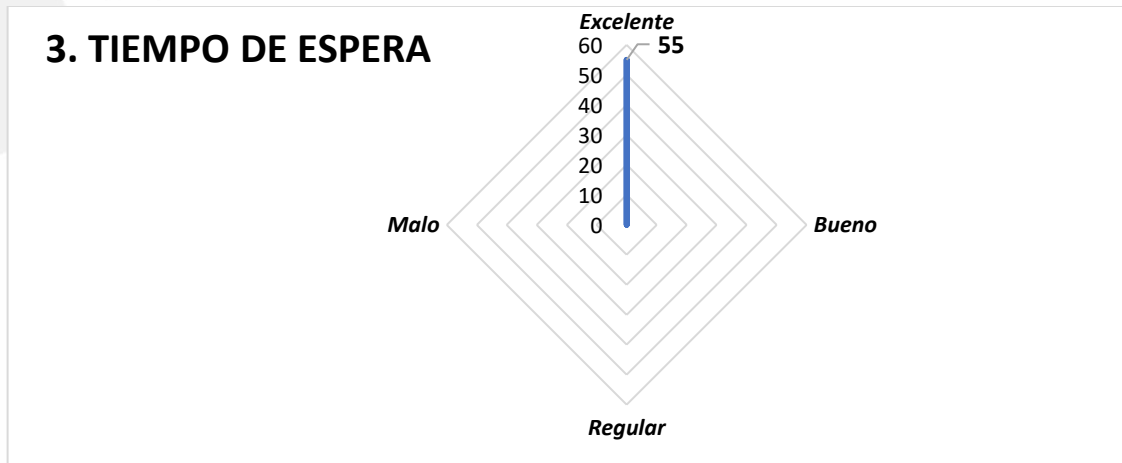 3. TIEMPO DE ESPERA
Excelente
60
55
50
40
30
20
10
0
Malo
Bueno
Regular